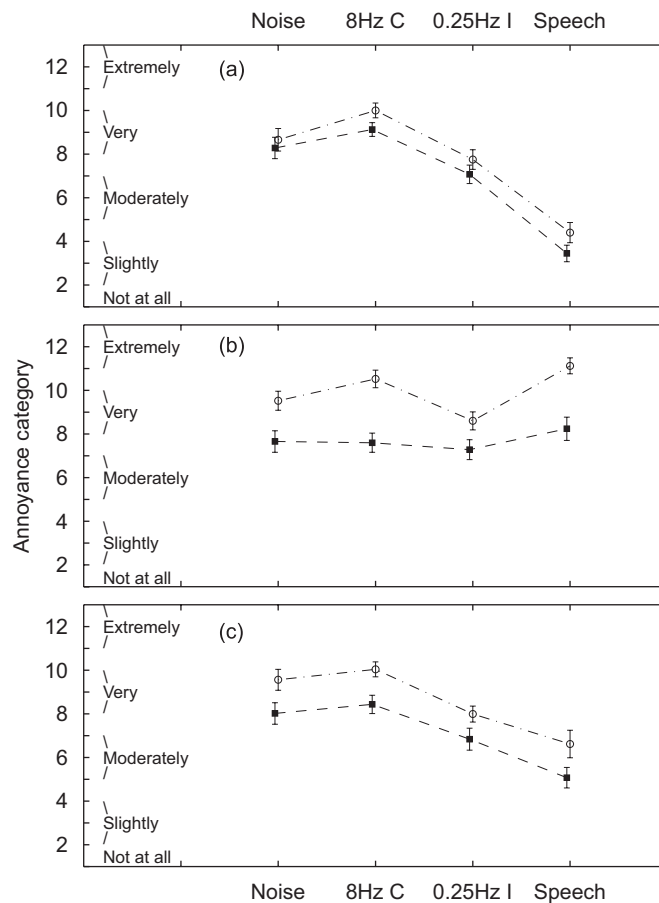 Noise 8Hz C 0.25Hz I Speech
12 Extremely (a)
10
Very
8
6 Moderately
4
Slightly
2
Not at all
Annoyance category
12 Extremely (b)
10
Very
8
6 Moderately
4
Slightly
2
Not at all
12 Extremely (c)
10
Very
8
6 Moderately
4
Slightly
2
Not at all
Noise 8Hz C 0.25Hz I Speech